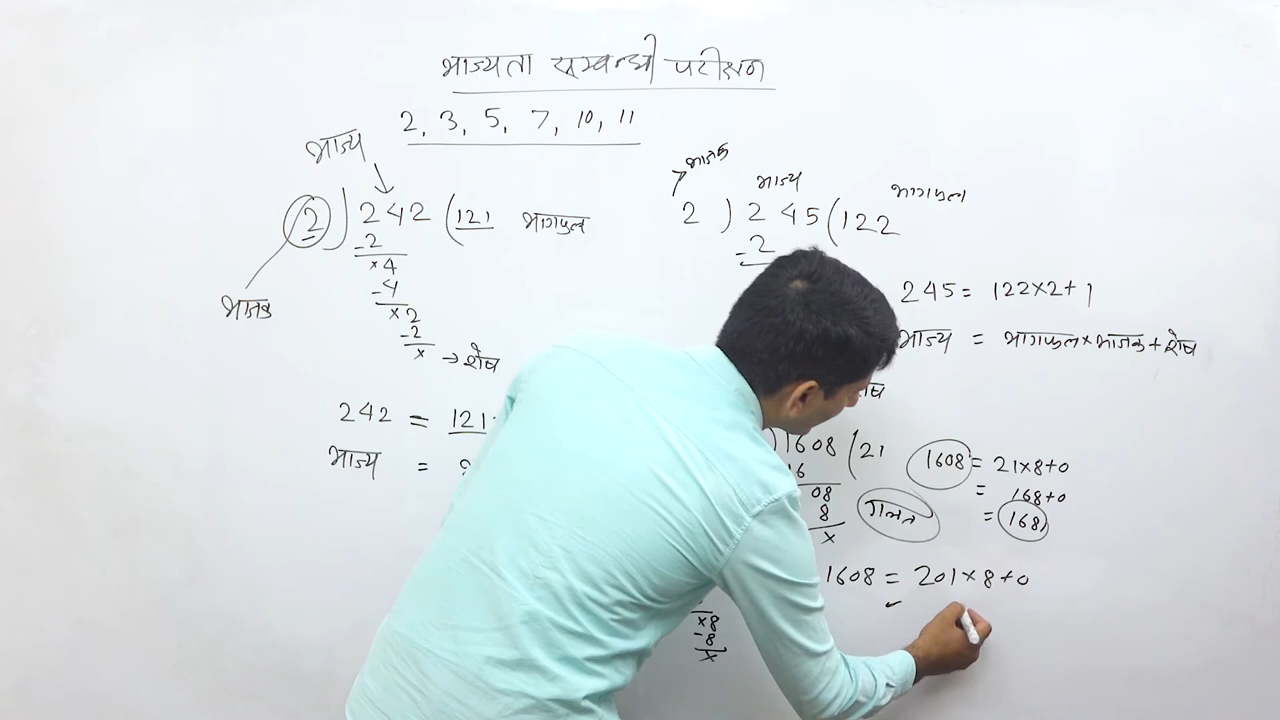 भाज्यता सम्बन्धी परीक्षण
2, 3, 5, 7, 10, 11
भाज्य
2 ) 242 ( 121 भागफल
-2
×4
-4
×2
-2
× → शेष
भाजक
242 = 121
भाज्य =
भाजक
भाज्य
भागफल
2 ) 245 ( 122
-2
245 = 122×2+1
भाज्य = भागफल×भाजक+शेष
) 1608 ( 21
16
08
8
×
गलत
1608 = 21×8+0
= 168+0
= 168
1608 = 201×8+0
×8
-8
×